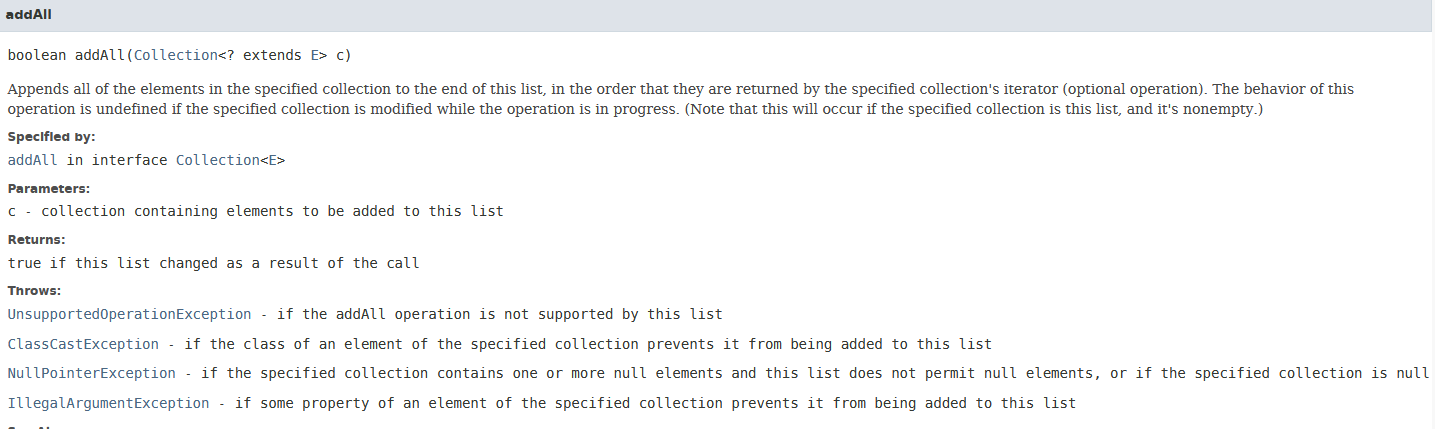 addAll
boolean addAll(Collection<? extends E> c)
Appends all of the elements in the specified collection to the end of this list, in the order that they are returned by the specified collection's iterator (optional operation). The behavior of this
operation is undefined if the specified collection is modified while the operation is in progress. (Note that this will occur if the specified collection is this list, and it's nonempty.)
Specified by:
addAll in interface Collection<E>
Parameters:
c - collection containing elements to be added to this list
Returns:
true if this list changed as a result of the call
Throws:
UnsupportedOperationException - if the addAll operation is not supported by this list
ClassCastException - if the class of an element of the specified collection prevents it from being added to this list
NullPointerException - if the specified collection contains one or more null elements and this list does not permit null elements, or if the specified collection is null
IllegalArgumentException - if some property of an element of the specified collection prevents it from being added to this list